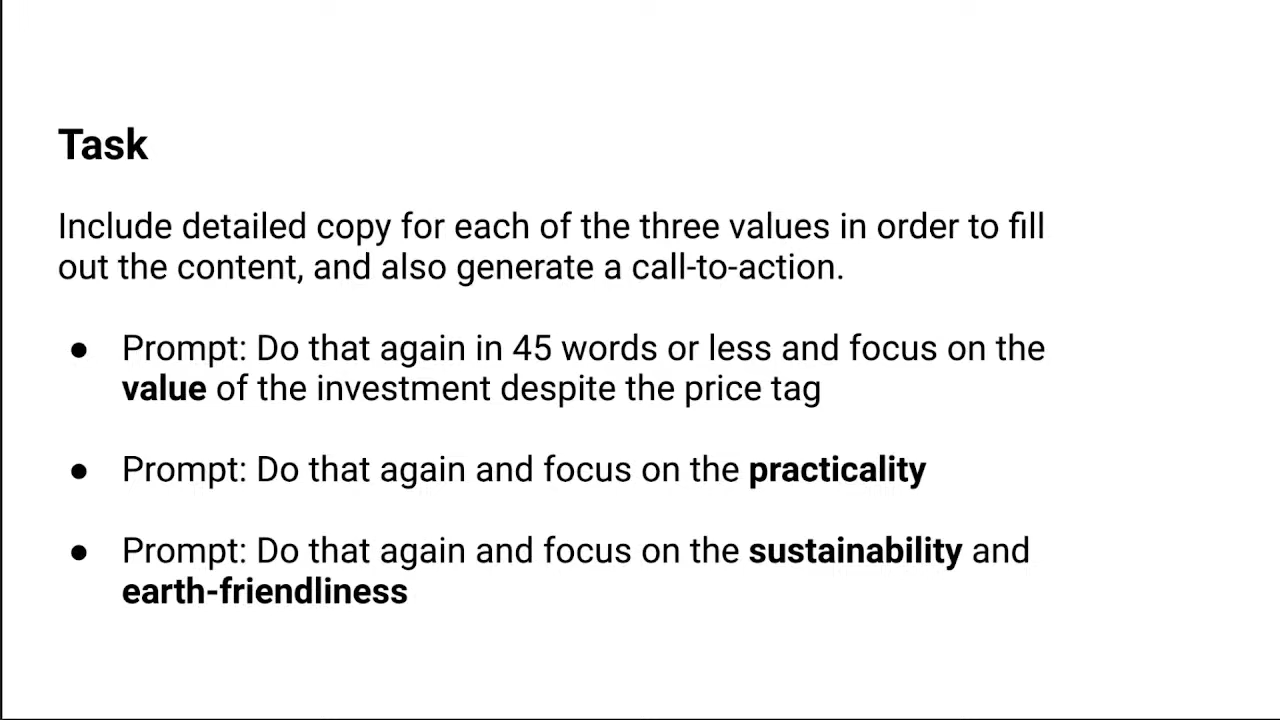 Task
Include detailed copy for each of the three values in order to fill
out the content, and also generate a call-to-action.
● Prompt: Do that again in 45 words or less and focus on the
value of the investment despite the price tag
● Prompt: Do that again and focus on the practicality
● Prompt: Do that again and focus on the sustainability and
earth-friendliness